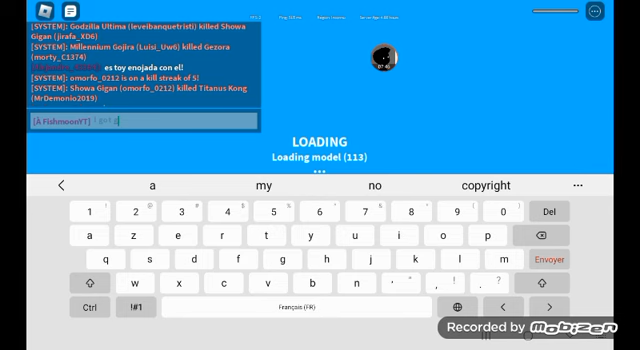 [SYSTEM]: Godzilla Ultima (leveibanquetristi) killed Showa
Gigan (jirafa_XD6)
[SYSTEM]: Millennium Gojira (Luisi_Uw6) killed Gezora
(morty_C1374)
es toy enojada con el!
[SYSTEM]: omorfo_0212 is on a kill streak of 5!
[SYSTEM]: Showa Gigan (omorfo_0212) killed Titanus Kong
(MrDemonio2019)
[À FishmoonYT] i got g
LOADING
Loading model (113)
a my no copyright
1 2 3 4 5 6 7 8 9 0 Del
a z e r t y u i o p
q s d f g h j k l m Envoyer
w x c v b n
Ctrl !#1 Français (FR)
Recorded by Mobizen